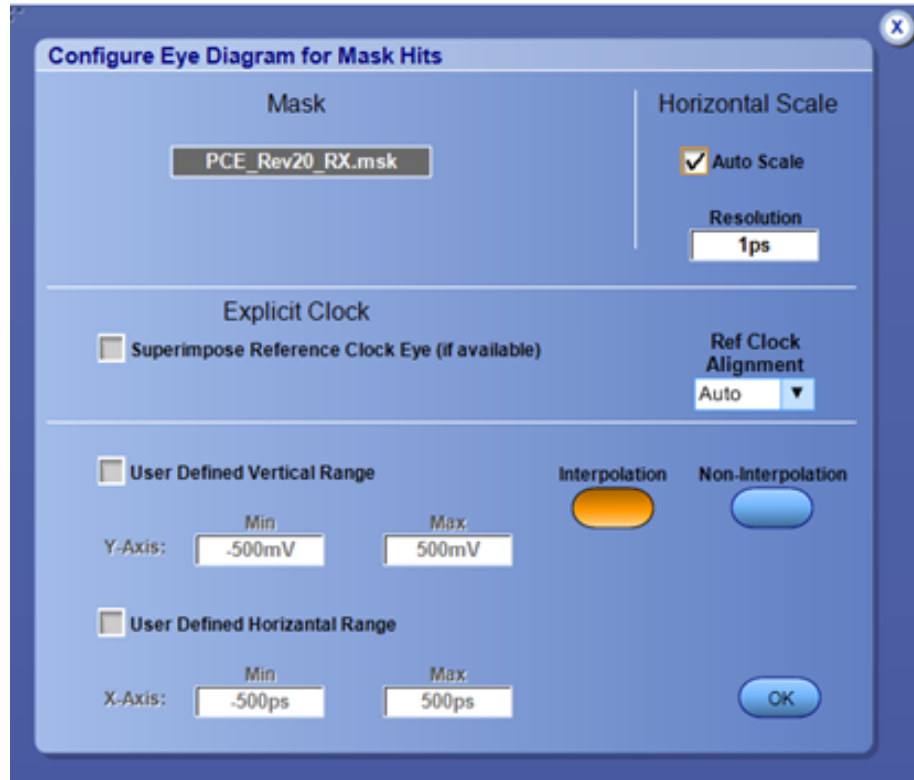 X
Configure Eye Diagram for Mask Hits
Mask
Horizontal Scale
PCE_Rev20_RX.msk
Auto Scale
Resolution
1ps
Explicit Clock
Superimpose Reference Clock Eye (if available)
Ref Clock
Alignment
Auto
User Defined Vertical Range
Interpolation
Non-Interpolation
Min
Max
Y-Axis:
-500mV
500mV
User Defined Horizantal Range
Min
Max
X-Axis:
-500ps
500ps
OK